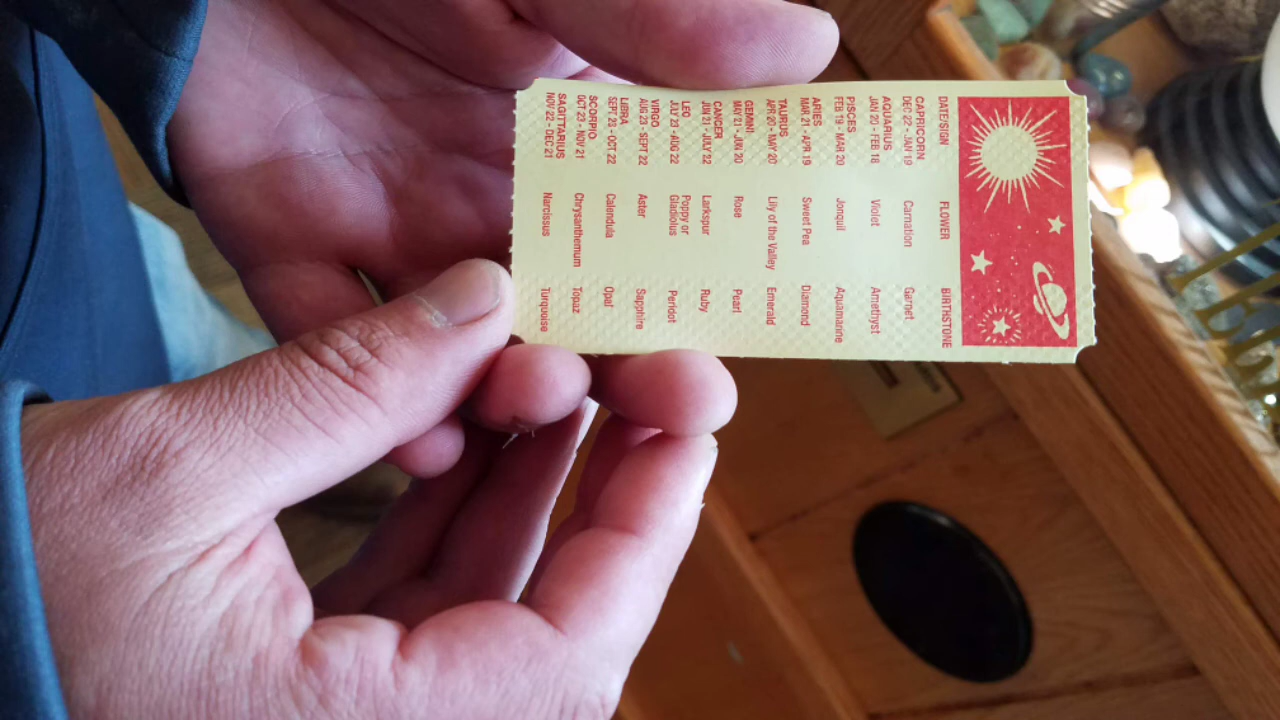 DATE/SIGN FLOWER BIRTHSTONE
CAPRICORN
DEC 22 - JAN 19 Carnation Garnet
AQUARIUS
JAN 20 - FEB 18 Violet Amethyst
PISCES
FEB 19 - MAR 20 Jonquil Aquamarine
ARIES
MAR 21 - APR 19 Sweet Pea Diamond
TAURUS
APR 20 - MAY 20 Lily of the Valley Emerald
GEMINI
MAY 21 - JUN 20 Rose Pearl
CANCER
JUN 21 - JULY 22 Larkspur Ruby
LEO Poppy or
JULY 23 - AUG 22 Gladiolus Peridot
VIRGO
AUG 23 - SEPT 22 Aster Sapphire
LIBRA
SEPT 23 - OCT 22 Calendula Opal
SCORPIO
OCT 23 - NOV 21 Chrysanthemum Topaz
SAGITTARIUS
NOV 22 - DEC 21 Narcissus Turquoise